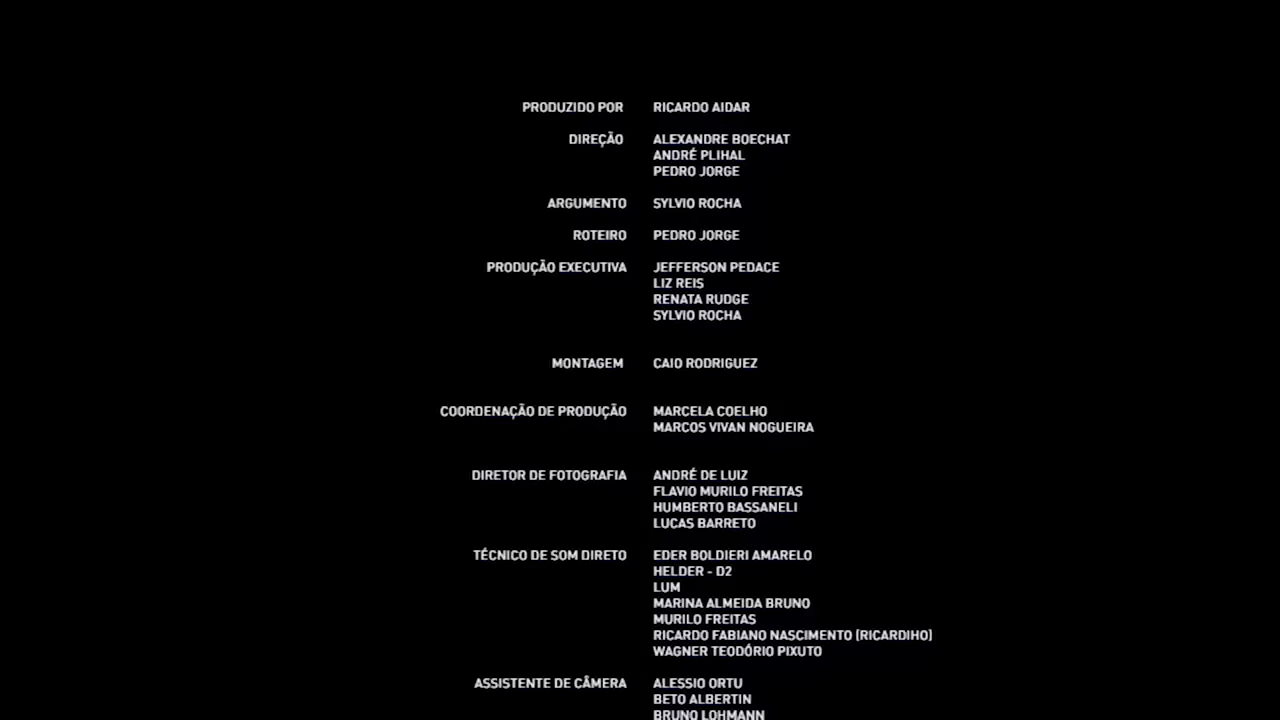 PRODUZIDO POR RICARDO AIDAR
DIREÇÃO ALEXANDRE BOECHAT
ANDRÉ PLIHAL
PEDRO JORGE
ARGUMENTO SYLVIO ROCHA
ROTEIRO PEDRO JORGE
PRODUÇÃO EXECUTIVA JEFFERSON PEDACE
LIZ REIS
RENATA RUDGE
SYLVIO ROCHA
MONTAGEM CAIO RODRIGUEZ
COORDENAÇÃO DE PRODUÇÃO MARCELA COELHO
MARCOS VIVAN NOGUEIRA
DIRETOR DE FOTOGRAFIA ANDRÉ DE LUIZ
FLAVIO MURILO FREITAS
HUMBERTO BASSANELI
LUCAS BARRETO
TÉCNICO DE SOM DIRETO EDER BOLDIERI AMARELO
HELDER - D2
LUM
MARINA ALMEIDA BRUNO
MURILO FREITAS
RICARDO FABIANO NASCIMENTO (RICARDIHO)
WAGNER TEODÓRIO PIXUTO
ASSISTENTE DE CÂMERA ALESSIO ORTU
BETO ALBERTIN
BRUNO LOHMANN